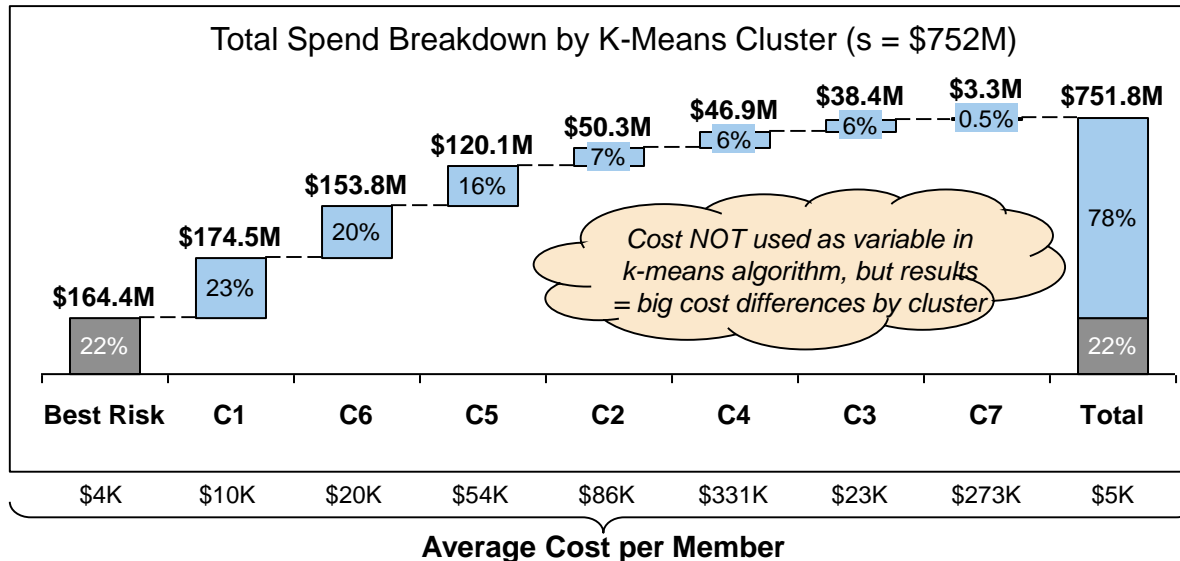 Total Spend Breakdown by K-Means Cluster (s = $752M)
$164.4M
$174.5M
$153.8M
$120.1M
$50.3M
$46.9M
$38.4M
$3.3M
$751.8M
22%
23%
20%
16%
7%
6%
6%
0.5%
78%
22%
Cost NOT used as variable in
k-means algorithm, but results
= big cost differences by cluster
Best Risk
C1
C6
C5
C2
C4
C3
C7
Total
$4K
$10K
$20K
$54K
$86K
$331K
$23K
$273K
$5K
Average Cost per Member